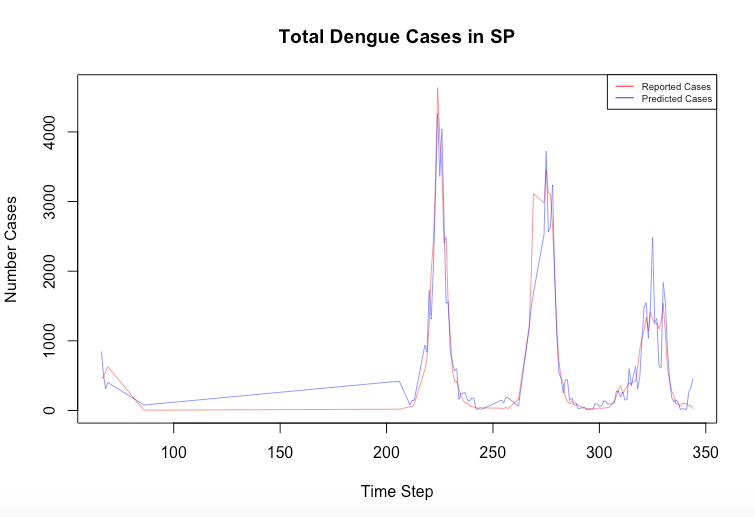 Total Dengue Cases in SP
Reported Cases
Predicted Cases
Number Cases
4000
3000
2000
1000
0
100
150
200
250
300
350
Time Step